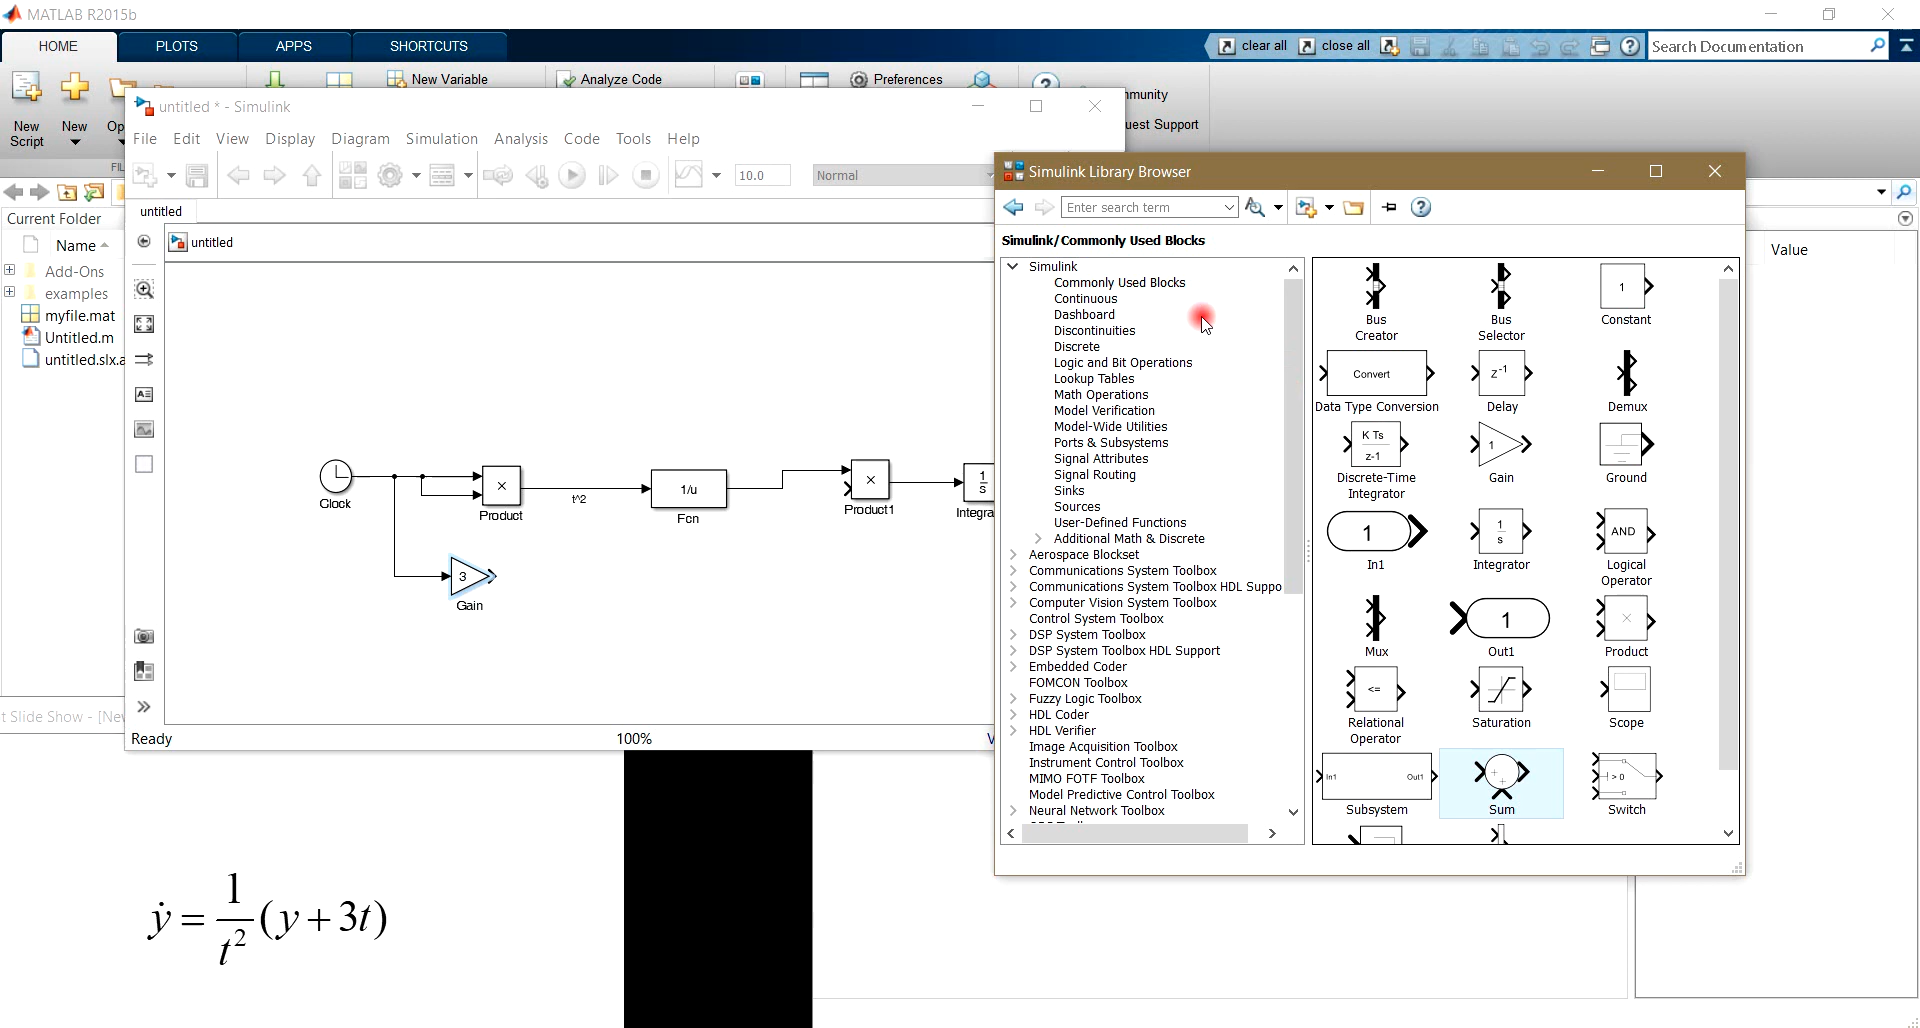 MATLAB R2015b
HOME PLOTS APPS SHORTCUTS
clear all close all
Search Documentation
New Variable
Analyze Code
Preferences
New Script
New
munity
uest Support
untitled * - Simulink
File Edit View Display Diagram Simulation Analysis Code Tools Help
10.0
Normal
untitled
untitled
Current Folder
Name
Add-Ons
examples
myfile.mat
Untitled.m
untitled.slx.a
t Slide Show - [Ne
Value
Clock
×
Product
t^2
1/u
Fcn
×
Product1
1
s
Integra
3
Gain
Ready
100%
Simulink Library Browser
Enter search term
Simulink/Commonly Used Blocks
Simulink
Commonly Used Blocks
Continuous
Dashboard
Discontinuities
Discrete
Logic and Bit Operations
Lookup Tables
Math Operations
Model Verification
Model-Wide Utilities
Ports & Subsystems
Signal Attributes
Signal Routing
Sinks
Sources
User-Defined Functions
Additional Math & Discrete
Aerospace Blockset
Communications System Toolbox
Communications System Toolbox HDL Suppo
Computer Vision System Toolbox
Control System Toolbox
DSP System Toolbox
DSP System Toolbox HDL Support
Embedded Coder
FOMCON Toolbox
Fuzzy Logic Toolbox
HDL Coder
HDL Verifier
Image Acquisition Toolbox
Instrument Control Toolbox
MIMO FOTF Toolbox
Model Predictive Control Toolbox
Neural Network Toolbox
Bus Creator
Bus Selector
1
Constant
Convert
Data Type Conversion
z-1
Delay
Demux
K Ts
z-1
Discrete-Time Integrator
1
Gain
Ground
1
In1
1
s
Integrator
AND
Logical Operator
Mux
1
Out1
×
Product
<=
Relational Operator
Saturation
Scope
In1 Out1
Subsystem
Sum
> 0
Switch
ẏ = 1/t² (y + 3t)